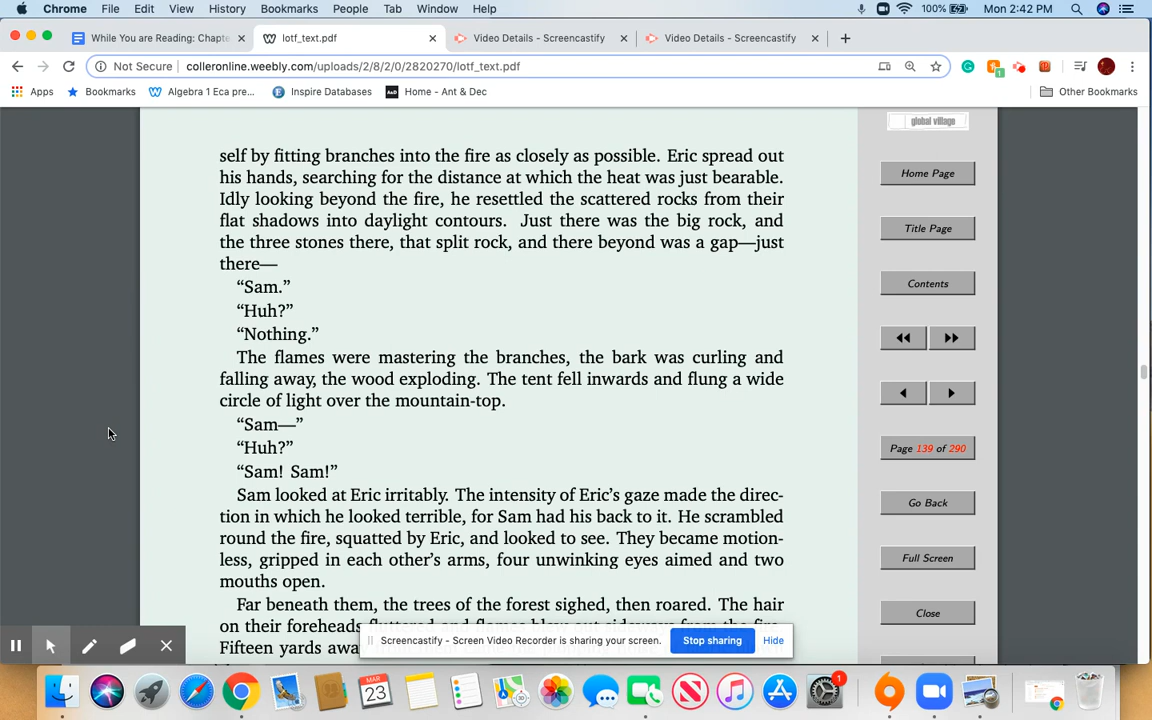 Chrome File Edit View History Bookmarks People Tab Window Help 100% Mon 2:42 PM
While You are Reading: Chapte × lotf_text.pdf × Video Details - Screencastify × Video Details - Screencastify × +
Not Secure colleronline.weebly.com/uploads/2/8/2/0/2820270/lotf_text.pdf
Apps Bookmarks Algebra 1 Eca pre... Inspire Databases Home - Ant & Dec Other Bookmarks
global village
self by fitting branches into the fire as closely as possible. Eric spread out
his hands, searching for the distance at which the heat was just bearable.
Idly looking beyond the fire, he resettled the scattered rocks from their
flat shadows into daylight contours. Just there was the big rock, and
the three stones there, that split rock, and there beyond was a gap—just
there—
“Sam.”
“Huh?”
“Nothing.”
The flames were mastering the branches, the bark was curling and
falling away, the wood exploding. The tent fell inwards and flung a wide
circle of light over the mountain-top.
“Sam—”
“Huh?”
“Sam! Sam!”
Sam looked at Eric irritably. The intensity of Eric’s gaze made the direc-
tion in which he looked terrible, for Sam had his back to it. He scrambled
round the fire, squatted by Eric, and looked to see. They became motion-
less, gripped in each other’s arms, four unwinking eyes aimed and two
mouths open.
Far beneath them, the trees of the forest sighed, then roared. The hair
on their foreheads
Fifteen yards
Home Page
Title Page
Contents
Page 139 of 290
Go Back
Full Screen
Close
Screencastify - Screen Video Recorder is sharing your screen. Stop sharing Hide
MAR
23
1